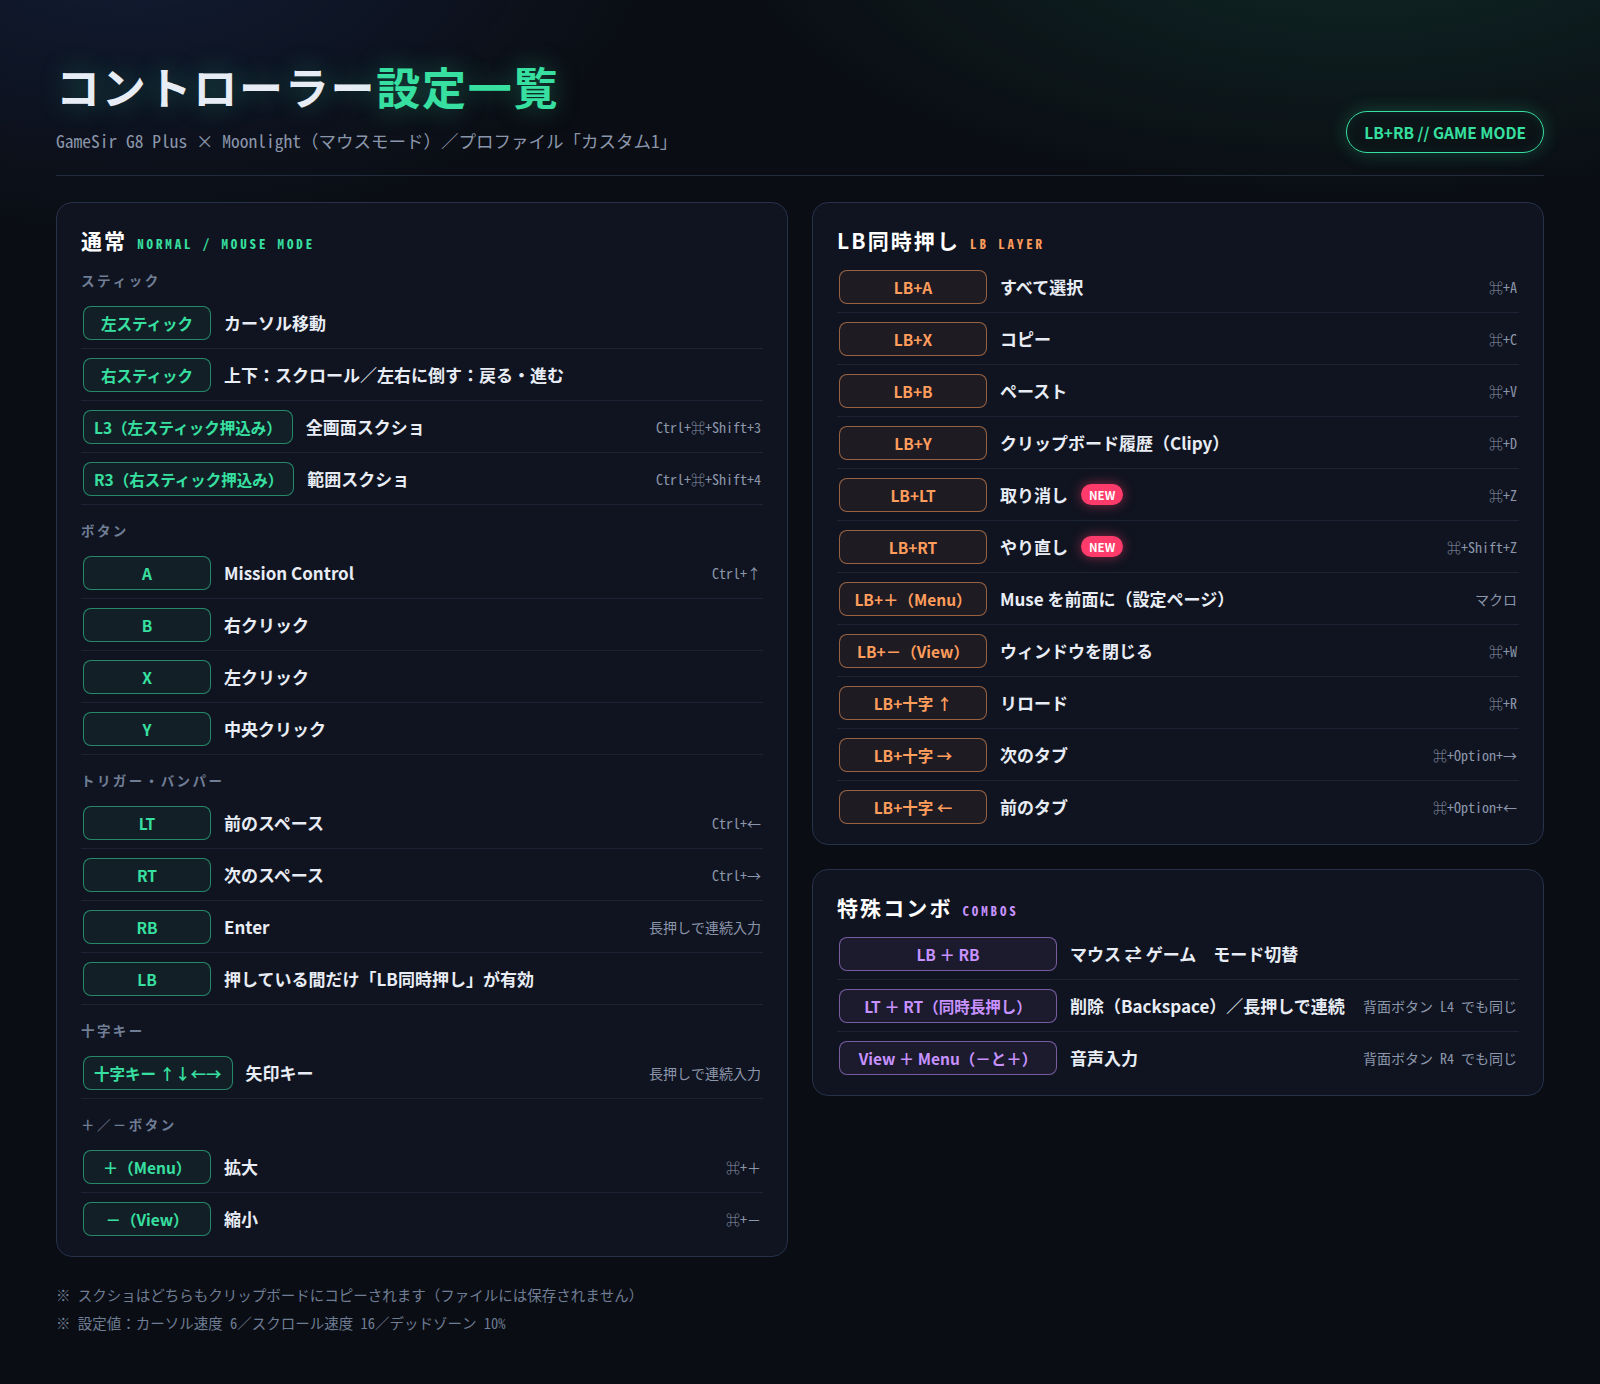 コントローラー設定一覧
GameSir G8 Plus × Moonlight（マウスモード）／プロファイル「カスタム1」
LB+RB // GAME MODE
通常 NORMAL / MOUSE MODE
スティック
左スティック カーソル移動
右スティック 上下：スクロール／左右に倒す：戻る・進む
L3（左スティック押込み） 全画面スクショ Ctrl+⌘+Shift+3
R3（右スティック押込み） 範囲スクショ Ctrl+⌘+Shift+4
ボタン
A Mission Control Ctrl+↑
B 右クリック
X 左クリック
Y 中央クリック
トリガー・バンパー
LT 前のスペース Ctrl+←
RT 次のスペース Ctrl+→
RB Enter 長押しで連続入力
LB 押している間だけ「LB同時押し」が有効
十字キー
十字キー ↑↓←→ 矢印キー 長押しで連続入力
＋／－ボタン
＋（Menu） 拡大 ⌘+＋
－（View） 縮小 ⌘+－
LB同時押し LB LAYER
LB+A すべて選択 ⌘+A
LB+X コピー ⌘+C
LB+B ペースト ⌘+V
LB+Y クリップボード履歴（Clipy） ⌘+D
LB+LT 取り消し NEW ⌘+Z
LB+RT やり直し NEW ⌘+Shift+Z
LB+＋（Menu） Muse を前面に（設定ページ） マクロ
LB+－（View） ウィンドウを閉じる ⌘+W
LB+十字 ↑ リロード ⌘+R
LB+十字 → 次のタブ ⌘+Option+→
LB+十字 ← 前のタブ ⌘+Option+←
特殊コンボ COMBOS
LB ＋ RB マウス ⇄ ゲーム　モード切替
LT ＋ RT（同時長押し） 削除（Backspace）／長押しで連続 背面ボタン L4 でも同じ
View ＋ Menu（－と＋） 音声入力 背面ボタン R4 でも同じ
※ スクショはどちらもクリップボードにコピーされます（ファイルには保存されません）
※ 設定値：カーソル速度 6／スクロール速度 16／デッドゾーン 10%